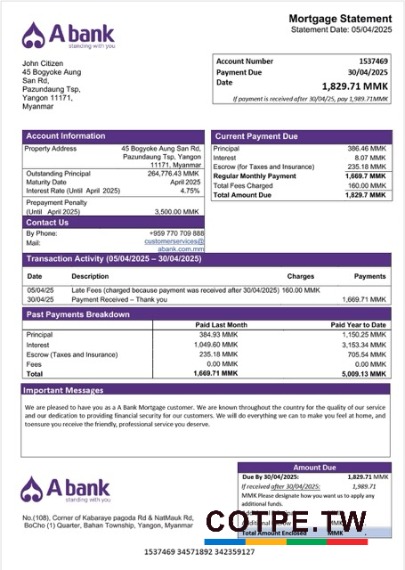 A bank
standing with you
Mortgage Statement
Statement Date: 05/04/2025
John Citizen
45 Bogyoke Aung
San Rd,
Pazundaung Tsp,
Yangon 11171,
Myanmar
Account Number 1537469
Payment Due 30/04/2025
Date 1,829.71 MMK
If payment is received after 30/04/25, pay 1,989.71MMK
Account Information
Property Address 45 Bogyoke Aung San Rd,
Pazundaung Tsp, Yangon
11171, Myanmar
Outstanding Principal 264,776.43 MMK
Maturity Date April 2025
Interest Rate (Until April 2025) 4.75%
Prepayment Penalty
(Until April 2025) 3,500.00 MMK
Contact Us
By Phone: +959 770 709 888
Mail: customerservices@
abank.com.mm
Current Payment Due
Principal 386.46 MMK
Interest 8.07 MMK
Escrow (for Taxes and Insurance) 235.18 MMK
Regular Monthly Payment 1,669.7 MMK
Total Fees Charged 160.00 MMK
Total Amount Due 1,829.7 MMK
Transaction Activity (05/04/2025 – 30/04/2025)
Date Description Charges Payments
05/04/25 Late Fees (charged because payment was received after 30/04/2025) 160.00 MMK
30/04/25 Payment Received – Thank you 1,669.71 MMK
Past Payments Breakdown
Paid Last Month Paid Year to Date
Principal 384.93 MMK 1,150.25 MMK
Interest 1,049.60 MMK 3,153.34 MMK
Escrow (Taxes and Insurance) 235.18 MMK 705.54 MMK
Fees 0.00 MMK 0.00 MMK
Total 1,669.71 MMK 5,009.13 MMK
Important Messages
We are pleased to have you as a A Bank Mortgage customer. We are known throughout the country for the quality of our service
and our dedication to providing financial security for our customers. We will do everything we can to make you feel at home, and
toensure you receive the friendly, professional service you deserve.
A bank
standing with you
No.(108), Corner of Kabaraye pagoda Rd & NatMauk Rd,
BoCho (1) Quarter, Bahan Township, Yangon, Myanmar
Amount Due
Due By 30/04/2025: 1,829.71 MMK
If received after 30/04/2025: 1,989.71
MMK Please designate how you want us to apply any
additional funds.
COTPE.TW
Total Amount Enclosed MMK
1537469 34571892 342359127